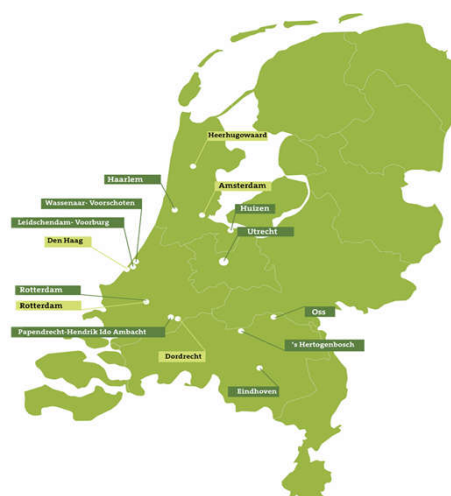 Heerhugowaard
Haarlem
Amsterdam
Wassenaar- Voorschoten
Huizen
Leidschendam- Voorburg
Utrecht
Den Haag
Rotterdam
Rotterdam
Oss
Papendrecht-Hendrik Ido Ambacht
's Hertogenbosch
Dordrecht
Eindhoven